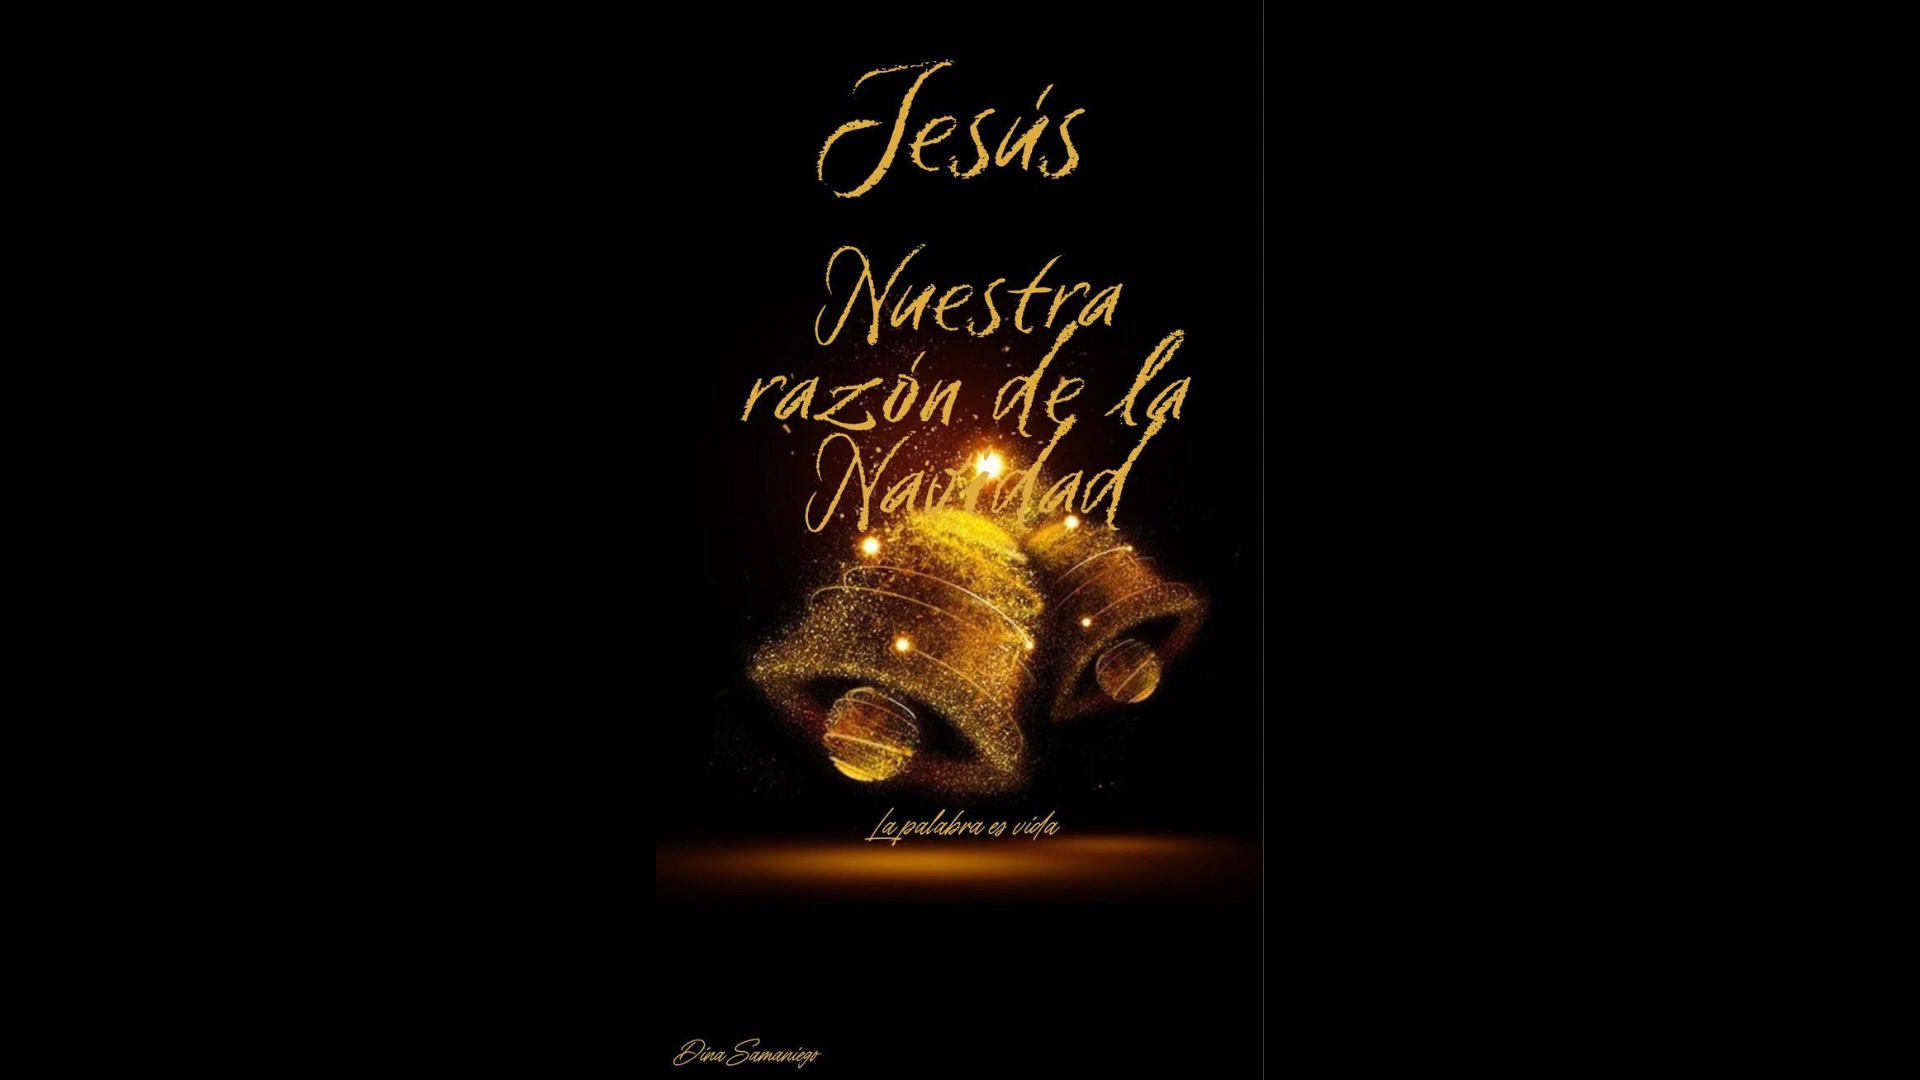 Jesús
Nuestra
razón de la
Navidad
La palabra es vida
Dina Samaniego